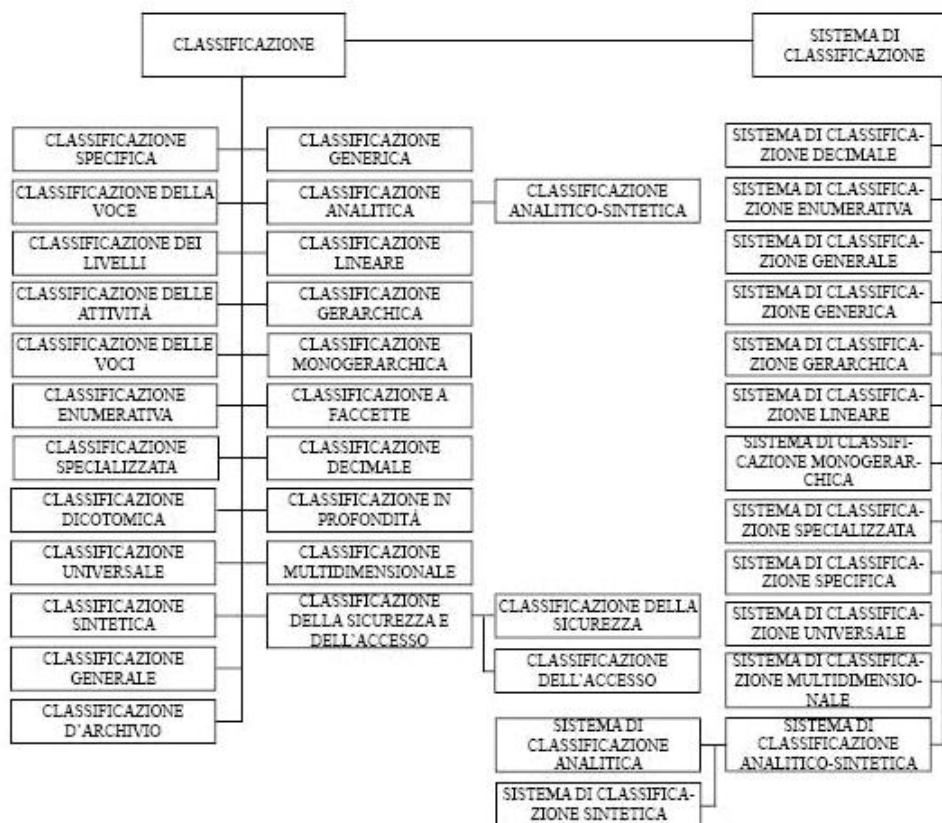 CLASSIFICAZIONE
SISTEMA DI
CLASSIFICAZIONE
CLASSIFICAZIONE
SPECIFICA
CLASSIFICAZIONE DELLA
VOCE
CLASSIFICAZIONE DEI
LIVELLI
CLASSIFICAZIONE DELLE
ATTIVITÀ
CLASSIFICAZIONE DELLE
VOCI
CLASSIFICAZIONE
ENUMERATIVA
CLASSIFICAZIONE
SPECIALIZZATA
CLASSIFICAZIONE
DICOTOMICA
CLASSIFICAZIONE
UNIVERSALE
CLASSIFICAZIONE
SINTETICA
CLASSIFICAZIONE
GENERALE
CLASSIFICAZIONE
D’ARCHIVIO
CLASSIFICAZIONE
GENERICA
CLASSIFICAZIONE
ANALITICA
CLASSIFICAZIONE
LINEARE
CLASSIFICAZIONE
GERARCHICA
CLASSIFICAZIONE
MONOGERARCHICA
CLASSIFICAZIONE A
FACCETTE
CLASSIFICAZIONE
DECIMALE
CLASSIFICAZIONE IN
PROFONDITÀ
CLASSIFICAZIONE
MULTIDIMENSIONALE
CLASSIFICAZIONE
DELLA SICUREZZA E
DELL’ACCESSO
CLASSIFICAZIONE
ANALITICO-SINTETICA
CLASSIFICAZIONE DELLA
SICUREZZA
CLASSIFICAZIONE
DELL’ACCESSO
SISTEMA DI
CLASSIFICAZIONE
ANALITICA
SISTEMA DI CLASSIFICA-
ZIONE SINTETICA
SISTEMA DI CLASSIFICA-
ZIONE DECIMALE
SISTEMA DI CLASSIFICA-
ZIONE ENUMERATIVA
SISTEMA DI CLASSIFICA-
ZIONE GENERALE
SISTEMA DI CLASSIFICA-
ZIONE GENERICA
SISTEMA DI CLASSIFICA-
ZIONE GERARCHICA
SISTEMA DI CLASSIFICA-
ZIONE LINEARE
SISTEMA DI CLASSIFI-
CAZIONE MONOGERAR-
CHICA
SISTEMA DI CLASSIFICA-
ZIONE SPECIALIZZATA
SISTEMA DI CLASSIFICA-
ZIONE SPECIFICA
SISTEMA DI CLASSIFICA-
ZIONE UNIVERSALE
SISTEMA DI CLASSIFICA-
ZIONE MULTIDIMENSIO-
NALE
SISTEMA DI
CLASSIFICAZIONE
ANALITICO-SINTETICA